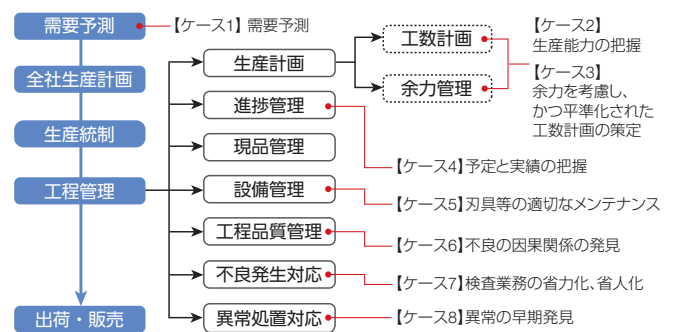 需要予測
【ケース1】 需要予測
全社生産計画
生産統制
工程管理
出荷・販売
生産計画
進捗管理
現品管理
設備管理
工程品質管理
不良発生対応
異常処置対応
工数計画
余力管理
【ケース2】
生産能力の把握
【ケース3】
余力を考慮し、
かつ平準化された
工数計画の策定
【ケース4】予定と実績の把握
【ケース5】刃具等の適切なメンテナンス
【ケース6】不良の因果関係の発見
【ケース7】検査業務の省力化、省人化
【ケース8】異常の早期発見